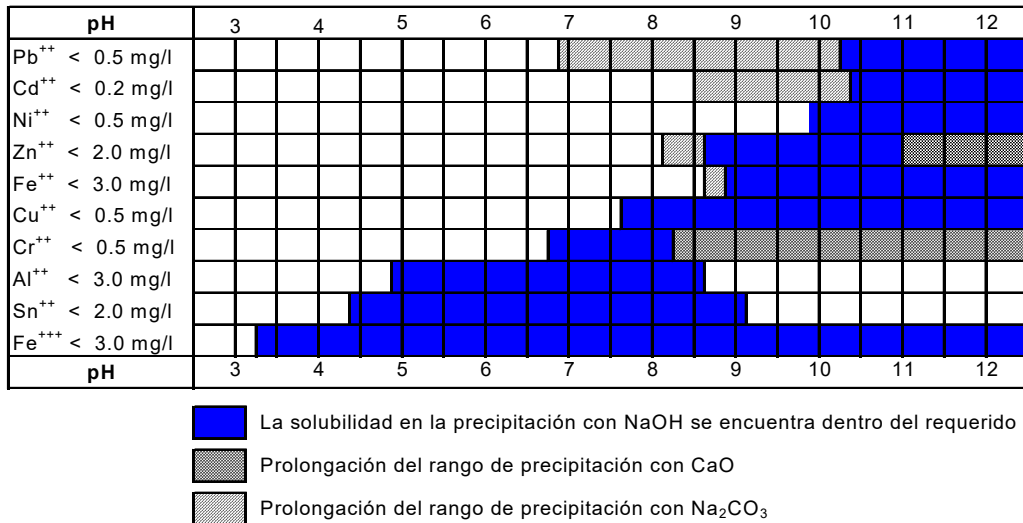 pH 3 4 5 6 7 8 9 10 11 12
Pb++ < 0.5 mg/l
Cd++ < 0.2 mg/l
Ni++ < 0.5 mg/l
Zn++ < 2.0 mg/l
Fe++ < 3.0 mg/l
Cu++ < 0.5 mg/l
Cr++ < 0.5 mg/l
Al++ < 3.0 mg/l
Sn++ < 2.0 mg/l
Fe+++ < 3.0 mg/l
pH 3 4 5 6 7 8 9 10 11 12
La solubilidad en la precipitación con NaOH se encuentra dentro del requerido
Prolongación del rango de precipitación con CaO
Prolongación del rango de precipitación con Na₂CO₃